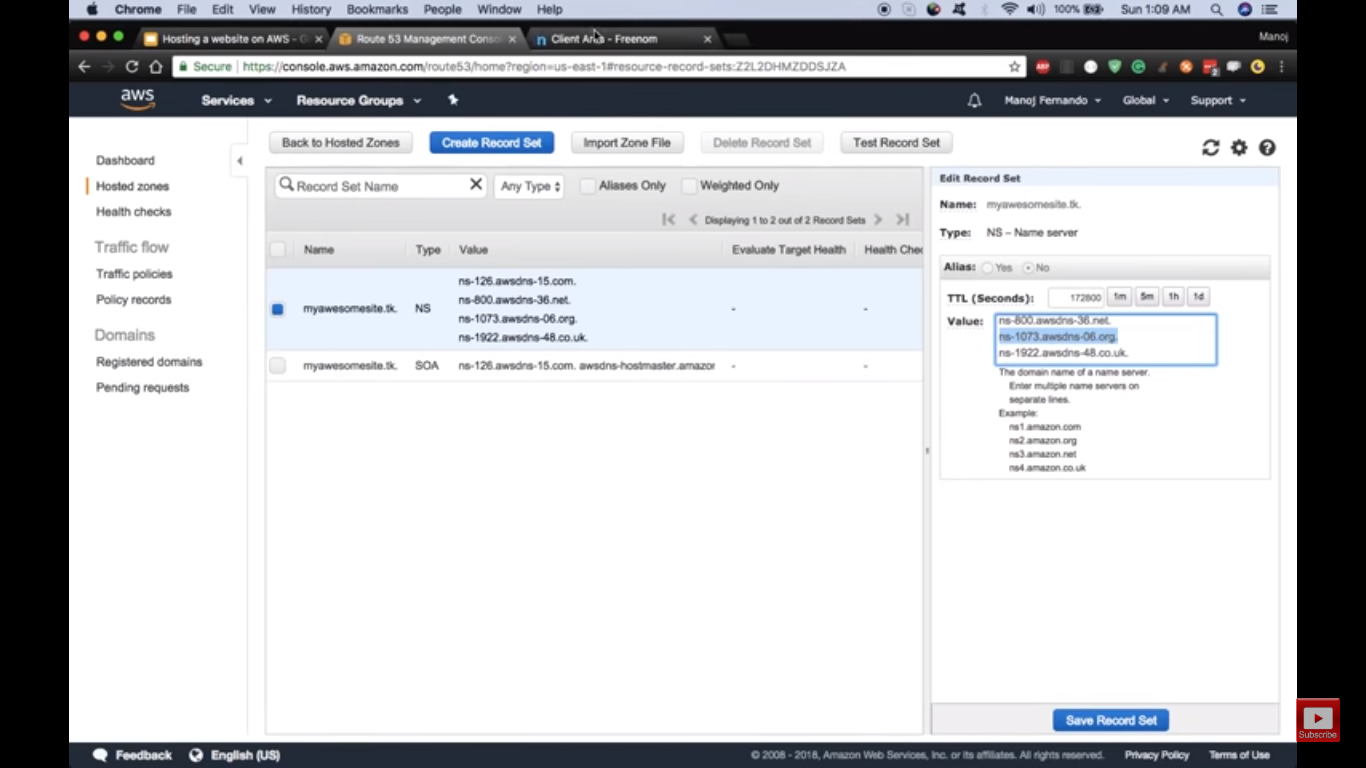 Chrome File Edit View History Bookmarks People Window Help 100% Sun 1:09 AM
Hosting a website on AWS - G Route 53 Management Conso Client Area - Freenom Manoj
Secure https://console.aws.amazon.com/route53/home?region=us-east-1#resource-record-sets:Z2L2DHMZDDSJZA
aws Services Resource Groups Manoj Fernando Global Support
Back to Hosted Zones Create Record Set Import Zone File Delete Record Set Test Record Set
Dashboard
Hosted zones
Health checks
Traffic flow
Traffic policies
Policy records
Domains
Registered domains
Pending requests
Record Set Name Any Type Aliases Only Weighted Only
Displaying 1 to 2 out of 2 Record Sets
Name Type Value Evaluate Target Health Health Chec
myawesomesite.tk. NS
ns-126.awsdns-15.com.
ns-800.awsdns-36.net.
ns-1073.awsdns-06.org.
ns-1922.awsdns-48.co.uk.
- -
myawesomesite.tk. SOA ns-126.awsdns-15.com. awsdns-hostmaster.amazor - -
Edit Record Set
Name: myawesomesite.tk.
Type: NS – Name server
Alias: Yes No
TTL (Seconds): 172800 1m 5m 1h 1d
Value: ns-800.awsdns-36.net.
ns-1073.awsdns-06.org.
ns-1922.awsdns-48.co.uk.
The domain name of a name server.
Enter multiple name servers on
separate lines.
Example:
ns1.amazon.com
ns2.amazon.org
ns3.amazon.net
ns4.amazon.co.uk
Save Record Set
Subscribe
Feedback English (US) © 2008 - 2018, Amazon Web Services, Inc. or its affiliates. All rights reserved. Privacy Policy Terms of Use